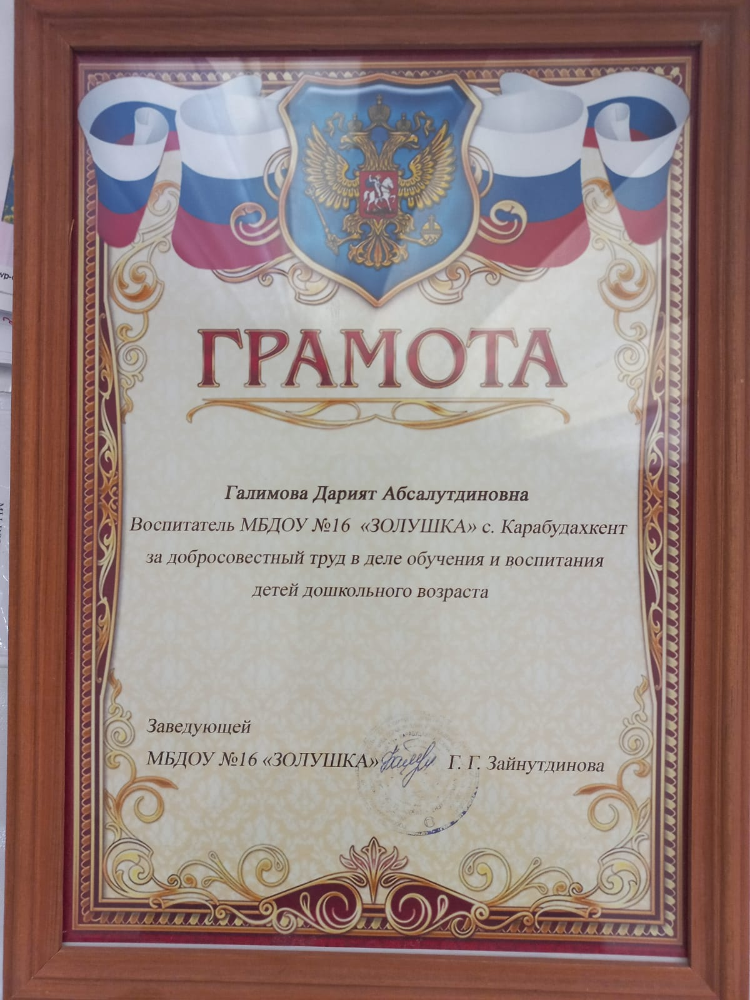 ГРАМОТА
Галимова Дарият Абсалутдиновна
Воспитатель МБДОУ №16 «ЗОЛУШКА» с. Карабудахкент
за добросовестный труд в деле обучения и воспитания
детей дошкольного возраста
Заведующей
МБДОУ №16 «ЗОЛУШКА» Г. Г. Зайнутдинова